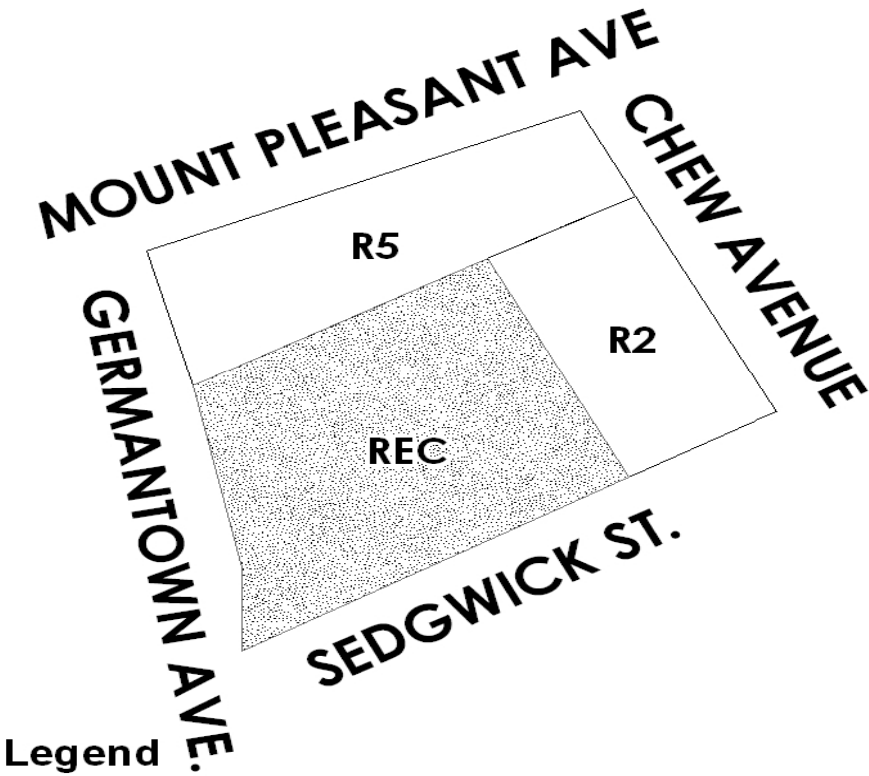 MOUNT PLEASANT AVE
CHEW AVENUE
R5
GERMANTOWN AVE.
R2
REC
SEDGWICK ST.
Legend